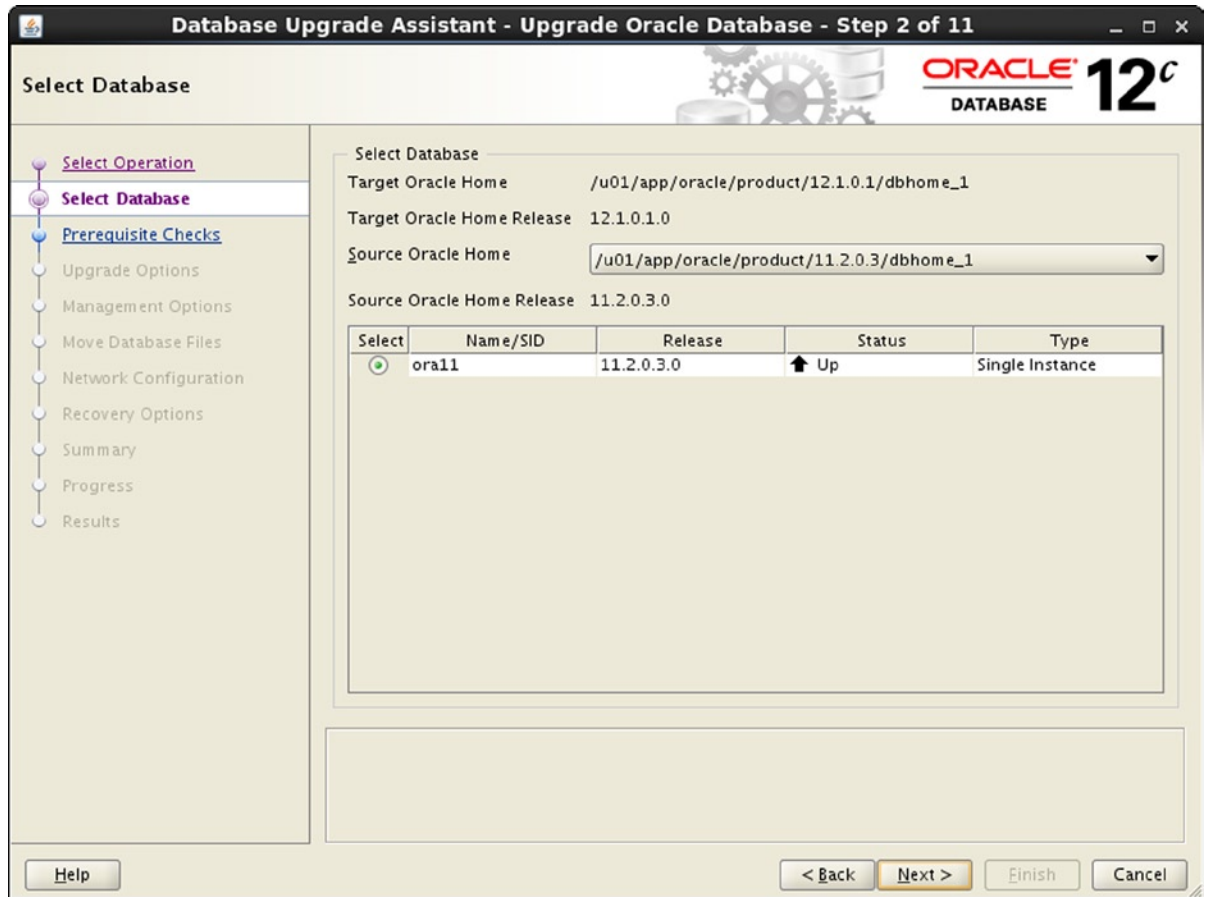 Database Upgrade Assistant - Upgrade Oracle Database - Step 2 of 11
Select Database
ORACLE DATABASE 12c
Select Operation
Select Database
Prerequisite Checks
Upgrade Options
Management Options
Move Database Files
Network Configuration
Recovery Options
Summary
Progress
Results
Select Database
Target Oracle Home /u01/app/oracle/product/12.1.0.1/dbhome_1
Target Oracle Home Release 12.1.0.1.0
Source Oracle Home /u01/app/oracle/product/11.2.0.3/dbhome_1
Source Oracle Home Release 11.2.0.3.0
Select Name/SID Release Status Type
ora11 11.2.0.3.0 Up Single Instance
Help < Back Next > Finish Cancel